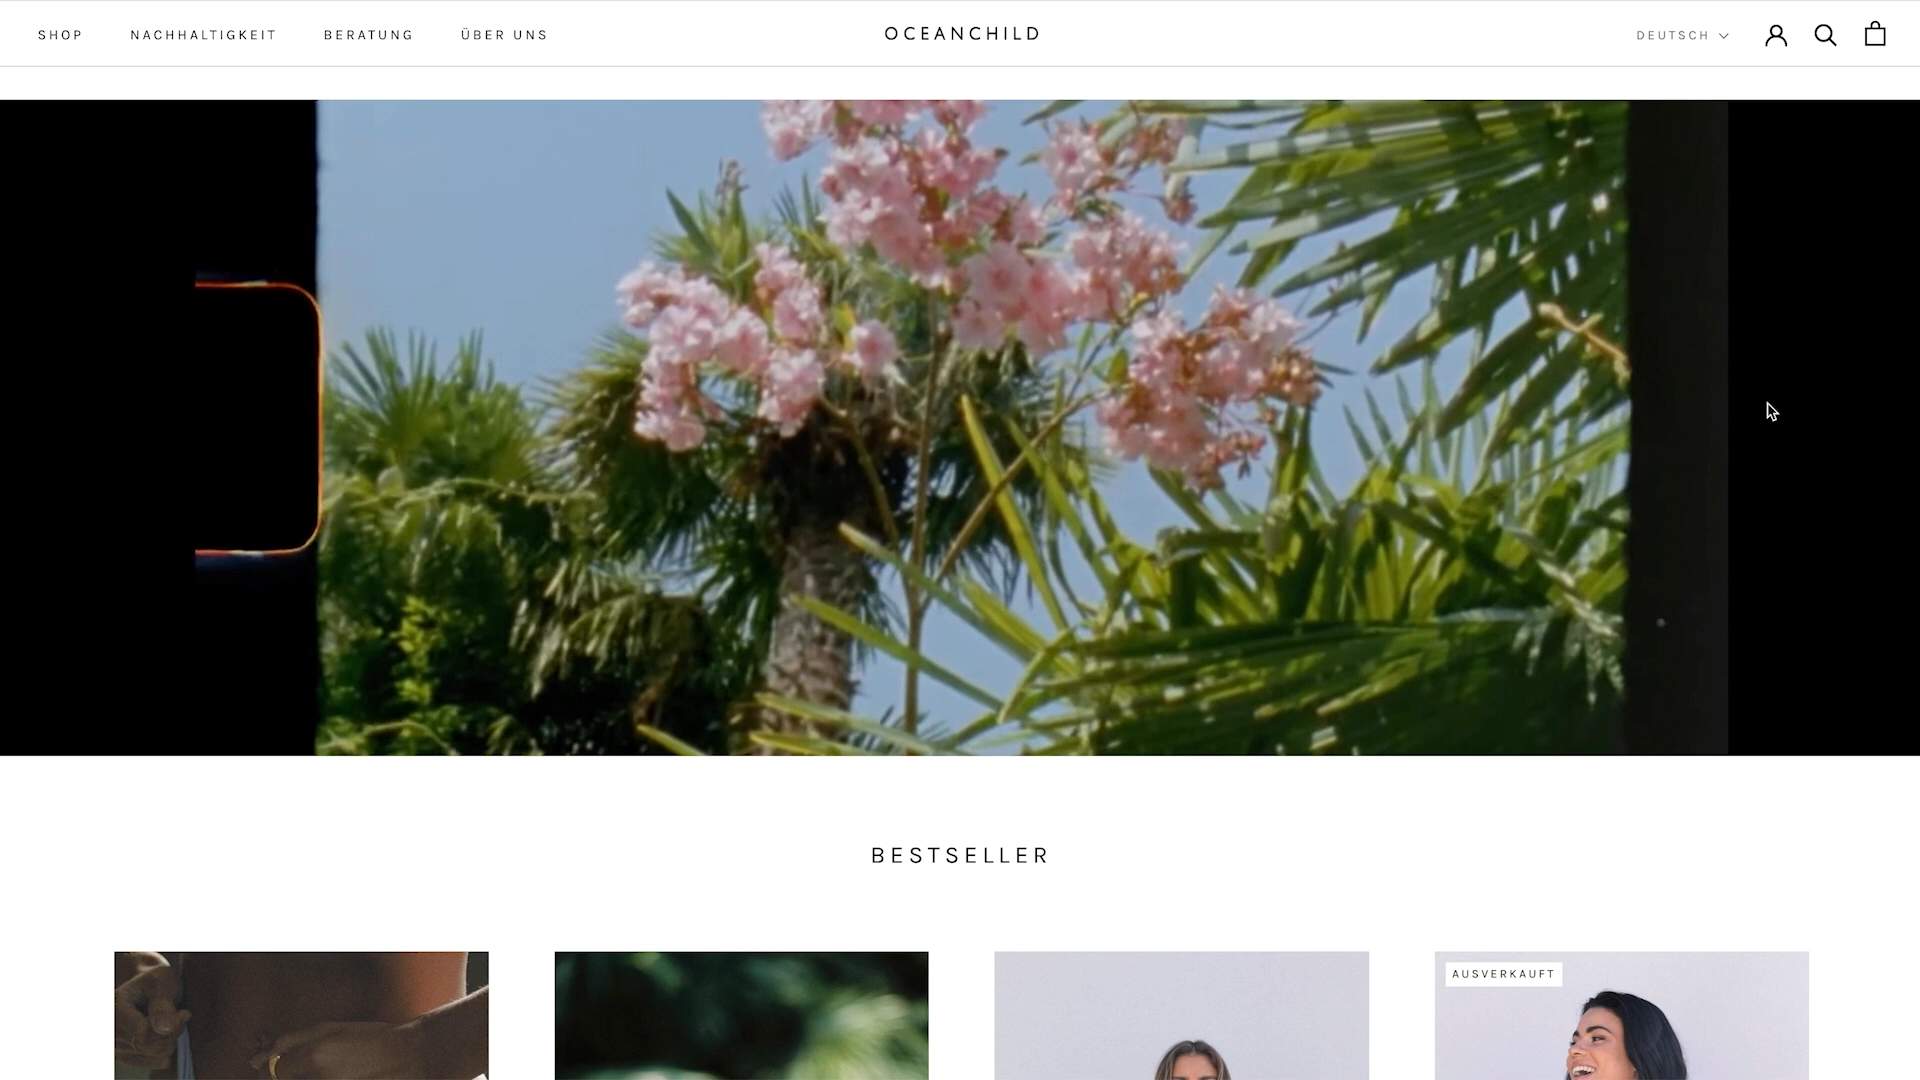 SHOP
NACHHALTIGKEIT
BERATUNG
ÜBER UNS
OCEANCHILD
DEUTSCH
BESTSELLER
AUSVERKAUFT